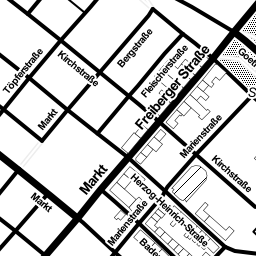 Bergstraße
Fleischerstraße
Töpferstraße
Kirchstraße
Freiberger Straße
Markt
Marienstraße
Kirchstraße
Markt
Markt
Herzog-Heinrich-Straße
Marienstraße